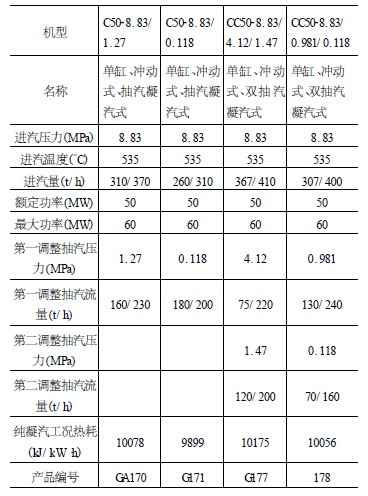 机型 C50-8.83/ C50-8.83/ CC50-8.83/ CC50-8.83/
1.27 0.118 4.12/1.47 0.981/0.118
名称 单缸、冲动 单缸、冲动 单缸、冲动 单缸、冲动
式、抽汽凝 式、抽汽凝 式、双抽汽 式、双抽汽
汽式 汽式 凝汽式 凝汽式
进汽压力(MPa) 8.83 8.83 8.83 8.83
进汽温度(℃) 535 535 535 535
进汽量(t/h) 310/370 260/310 367/410 307/400
额定功率(MW) 50 50 50 50
最大功率(MW) 60 60 60 60
第一调整抽汽压
力(MPa) 1.27 0.118 4.12 0.981
第一调整抽汽流
量(t/h) 160/230 180/200 75/220 130/240
第二调整抽汽压
力(MPa) 1.47 0.118
第二调整抽汽流
量(t/h) 120/200 70/160
纯凝汽工况热耗
(kJ/kW·h) 10078 9899 10175 10056
产品编号 GA170 G171 G177 178